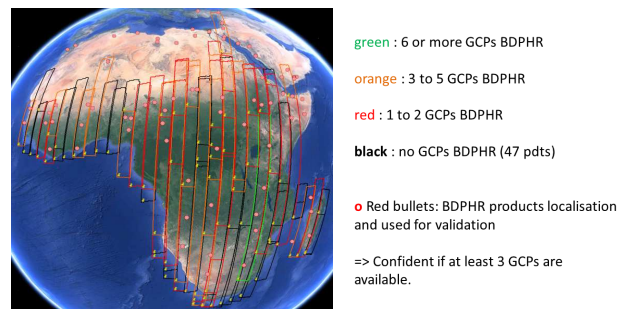 green : 6 or more GCPs BDPHR
orange : 3 to 5 GCPs BDPHR
red : 1 to 2 GCPs BDPHR
black : no GCPs BDPHR (47 pdts)
o Red bullets: BDPHR products localisation
and used for validation
=> Confident if at least 3 GCPs are
available.